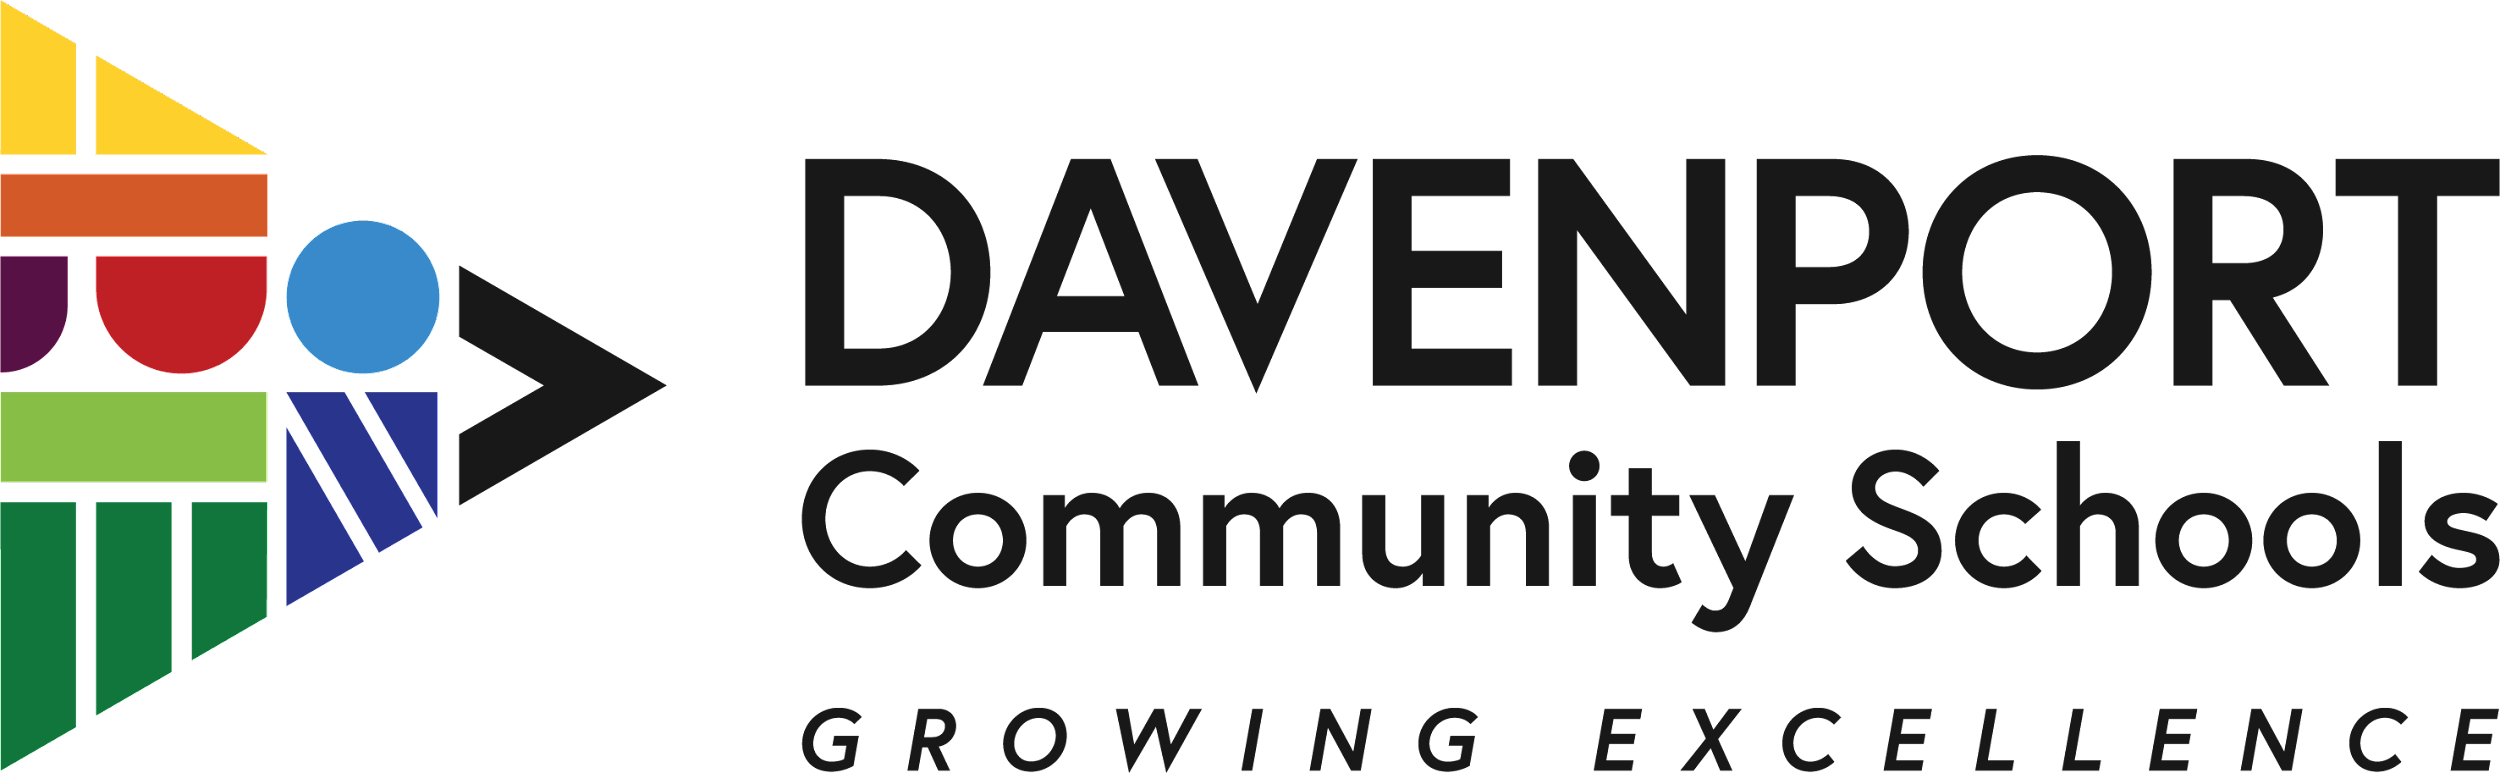 DAVENPORT
Community Schools
GROWING EXCELLENCE